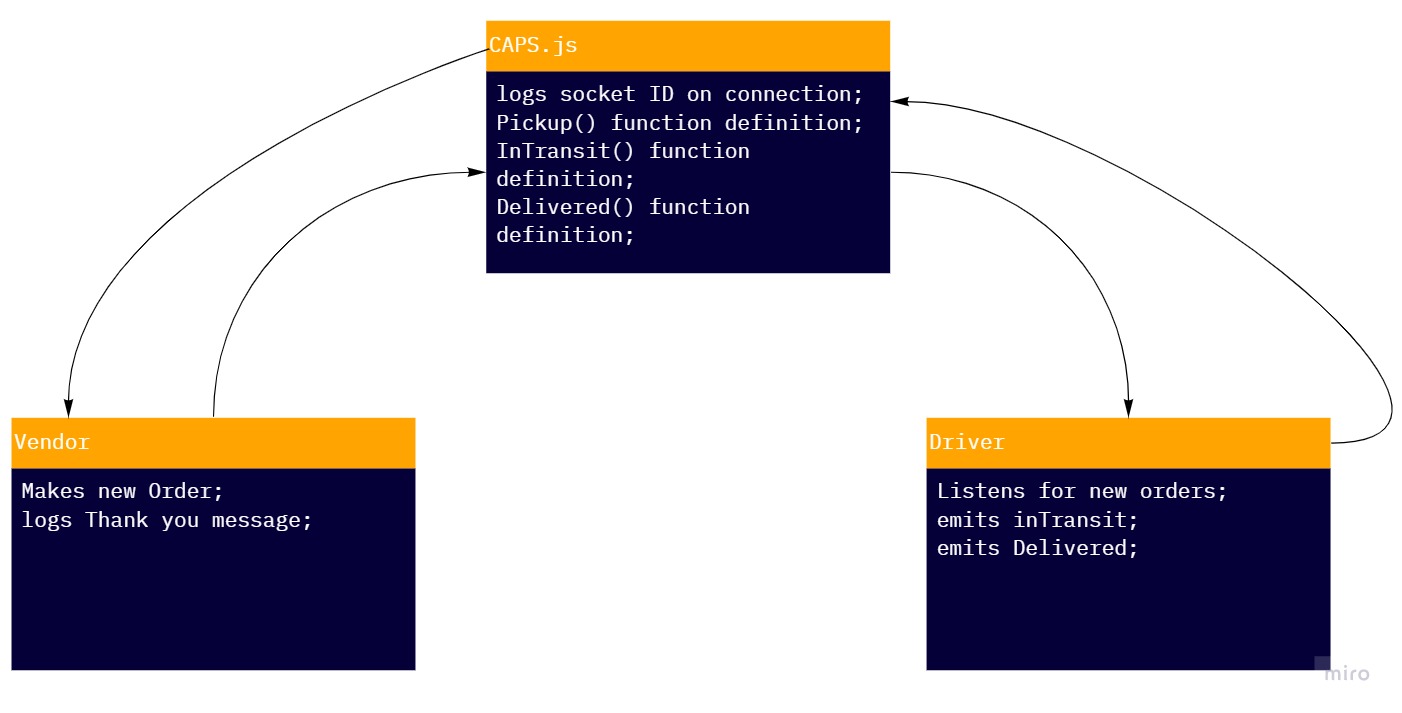 CAPS.js
logs socket ID on connection;
Pickup() function definition;
InTransit() function
definition;
Delivered() function
definition;
Vendor
Makes new Order;
logs Thank you message;
Driver
Listens for new orders;
emits inTransit;
emits Delivered;
miro